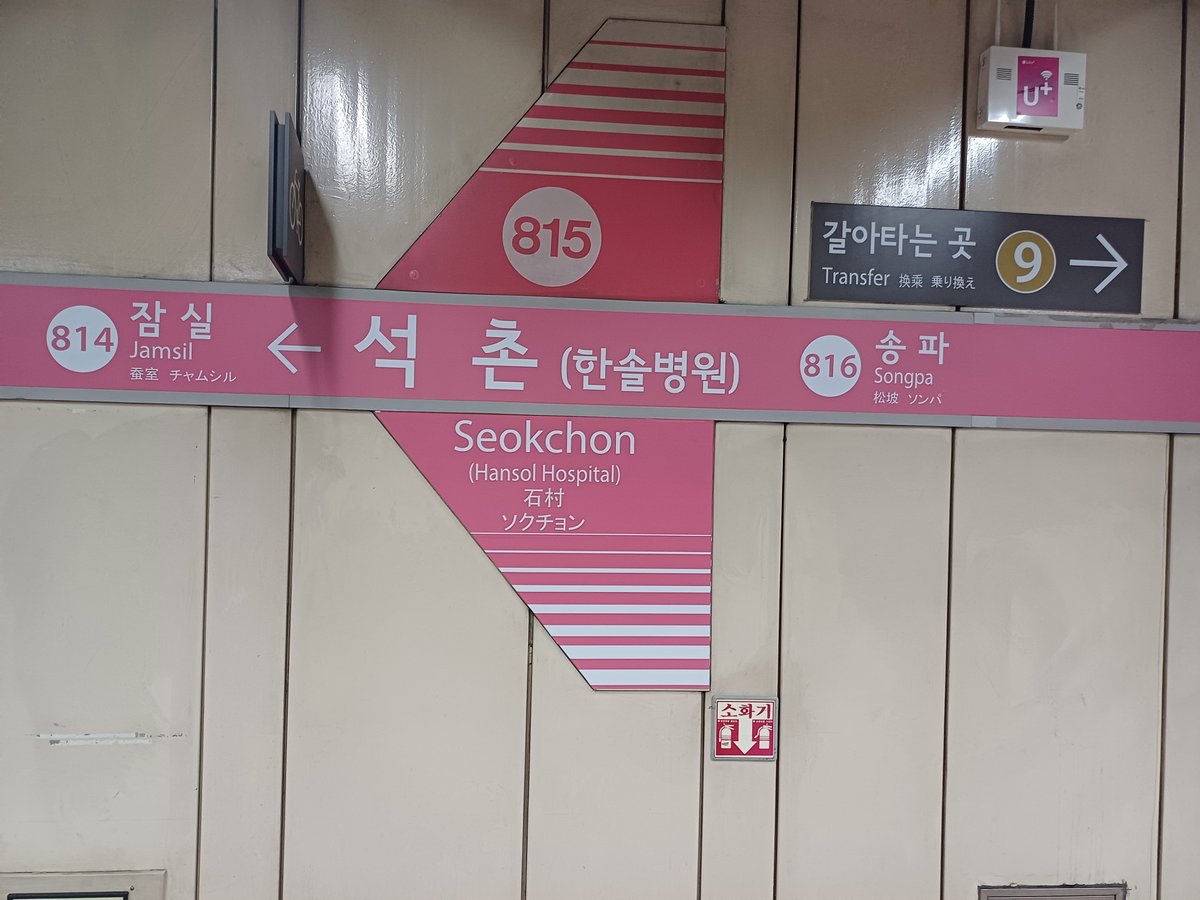 815
U+
갈아타는 곳
Transfer 换乘 乗り換え
9
814
잠실
Jamsil
蚕室 チャムシル
석촌 (한솔병원)
816
송파
Songpa
松坡 ソンパ
Seokchon
(Hansol Hospital)
石村
ソクチョン
소화기